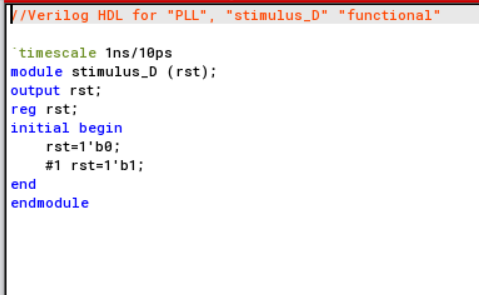 //Verilog HDL for "PLL", "stimulus_D" "functional"
`timescale 1ns/10ps
module stimulus_D (rst);
output rst;
reg rst;
initial begin
    rst=1'b0;
    #1 rst=1'b1;
end
endmodule